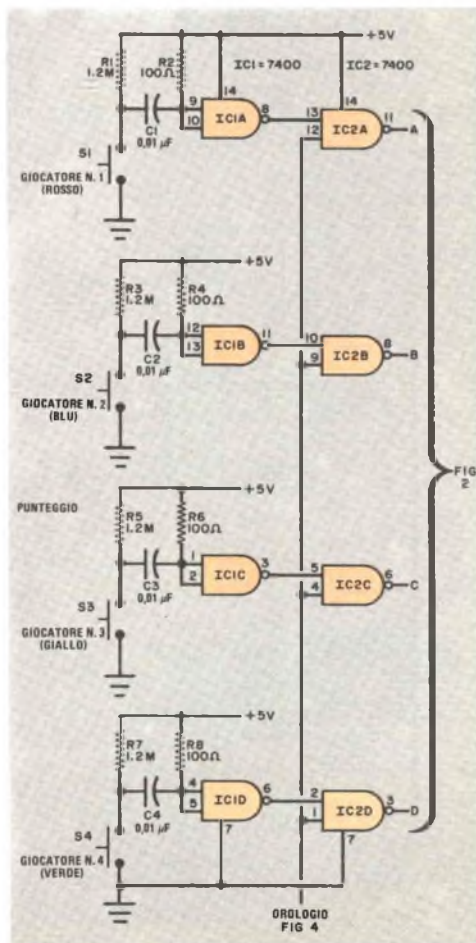 +5V
R1
1.2M
R2
100Ω
IC1=7400
IC2=7400
14
14
9
10
IC1A
8
13
12
IC2A
11
A
C1
0,01 µF
S1
GIOCATORE N. 1
(ROSSO)
+5V
R3
1.2M
R4
100Ω
12
13
IC1B
11
10
9
IC2B
8
B
C2
0,01 µF
S2
GIOCATORE N. 2
(BLU)
FIG
2
PUNTEGGIO
+5V
R5
1.2M
R6
100Ω
1
2
IC1C
3
5
4
IC2C
6
C
C3
0,01 µF
S3
GIOCATORE N. 3
(GIALLO)
+5V
R7
1.2M
R8
100Ω
4
5
IC1D
6
2
1
IC2D
3
D
C4
0,01 µF
7
7
S4
GIOCATORE N. 4
(VERDE)
OROLOGIO
FIG 4